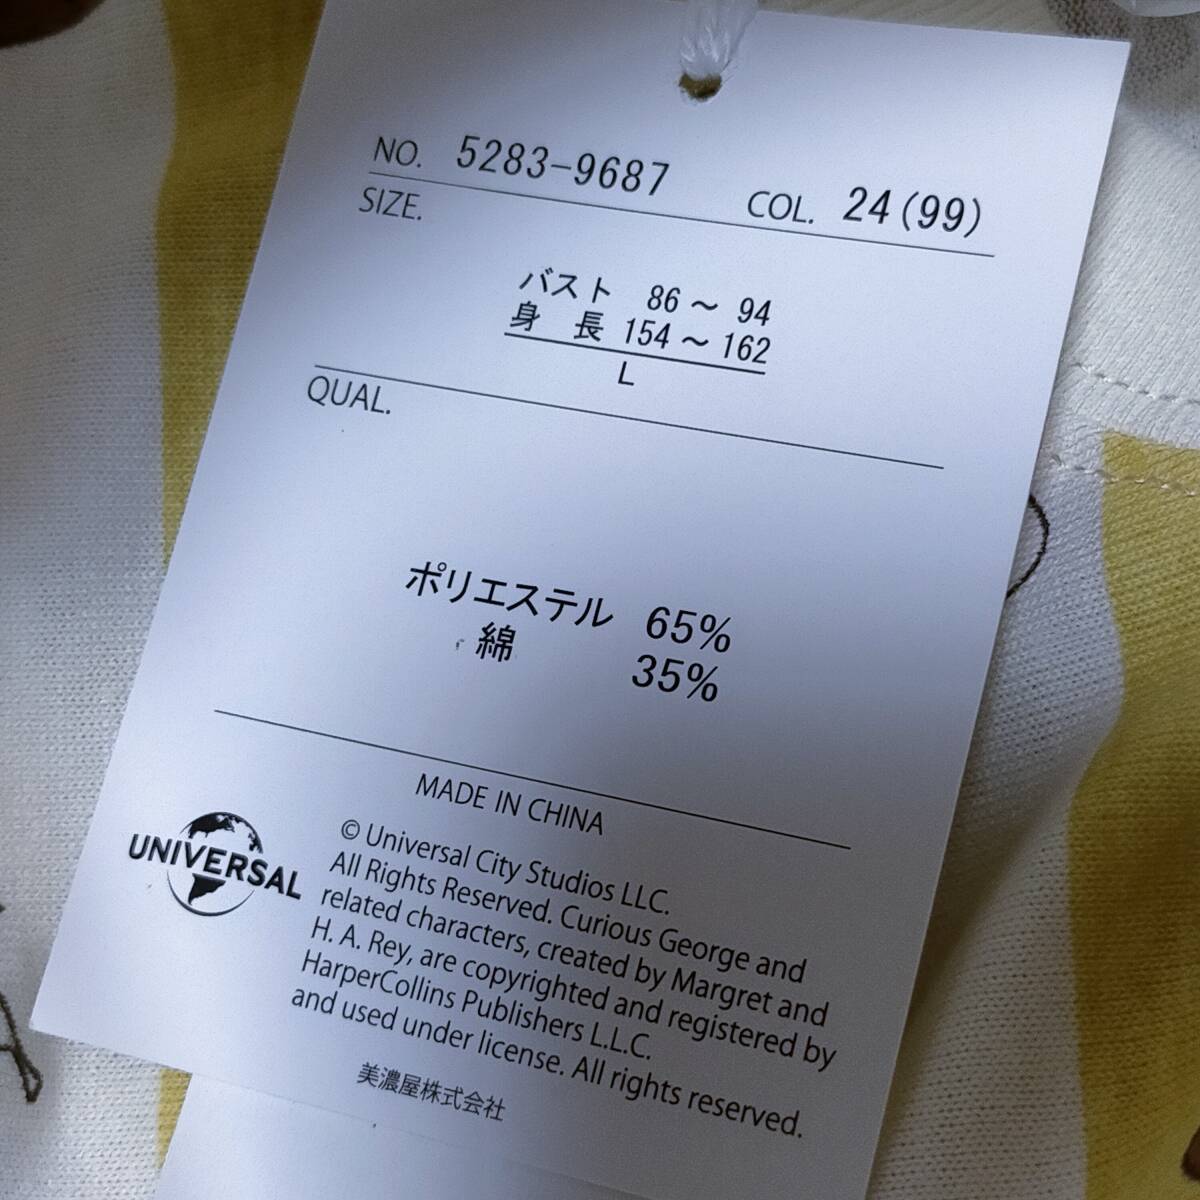 NO. 5283-9687 COL. 24(99)
SIZE.
バスト 86～94
身長 154～162
L
QUAL.
ポリエステル 65%
綿 35%
MADE IN CHINA
UNIVERSAL
© Universal City Studios LLC.
All Rights Reserved. Curious George and
related characters, created by Margret and
H. A. Rey, are copyrighted and registered by
HarperCollins Publishers L.L.C.
and used under license. All rights reserved.
美濃屋株式会社